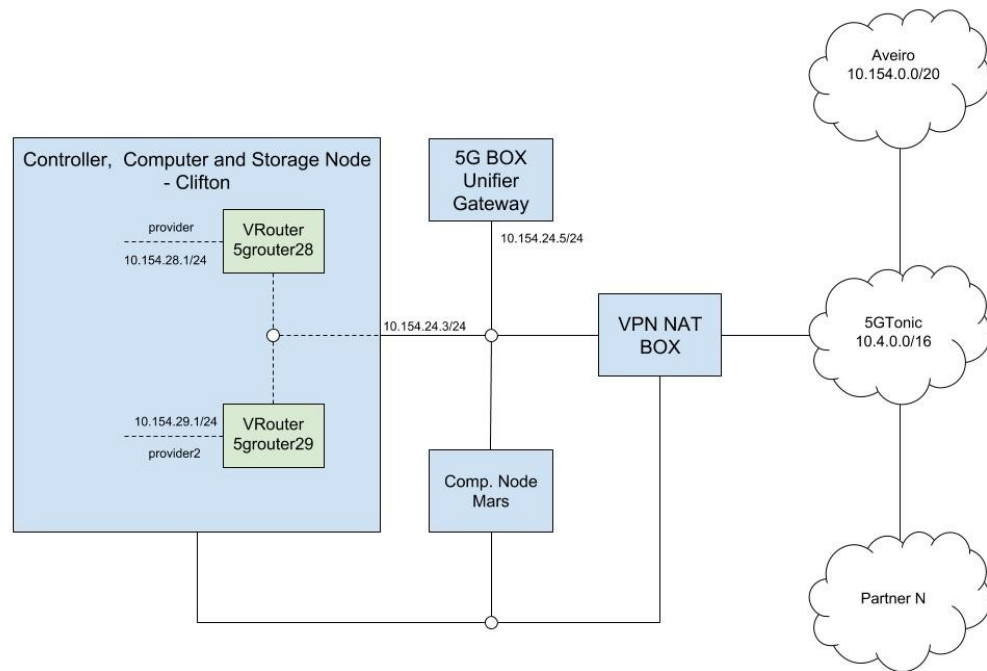 Aveiro
10.154.0.0/20
Controller, Computer and Storage Node
- Clifton
5G BOX
Unifier
Gateway
provider
VRouter
5grouter28
10.154.28.1/24
10.154.24.5/24
10.154.24.3/24
VPN NAT
BOX
5GTonic
10.4.0.0/16
10.154.29.1/24
VRouter
5grouter29
provider2
Comp. Node
Mars
Partner N